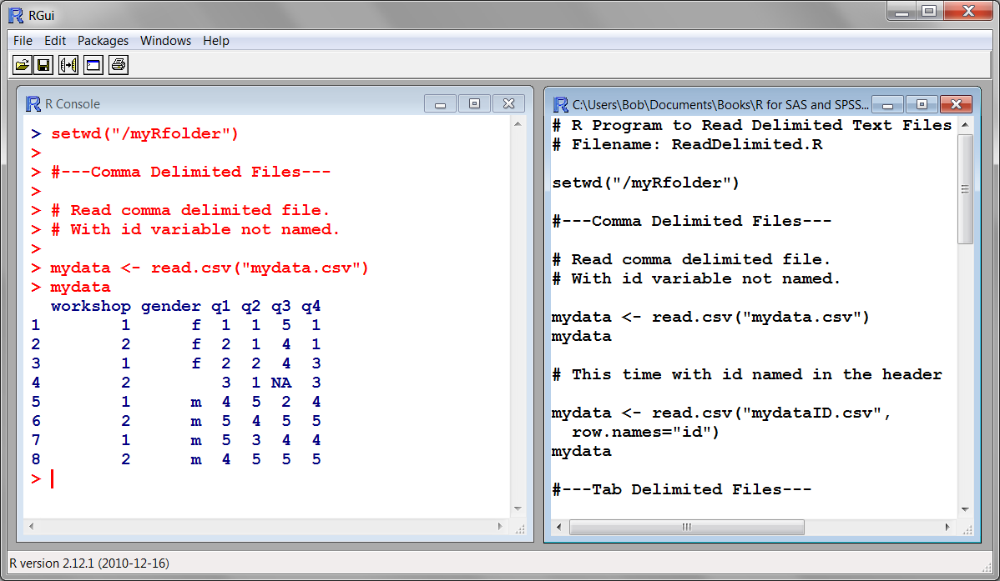 RGui
File Edit Packages Windows Help
R Console
> setwd("/myRfolder")
>
> #---Comma Delimited Files---
>
> # Read comma delimited file.
> # With id variable not named.
>
> mydata <- read.csv("mydata.csv")
> mydata
  workshop gender q1 q2 q3 q4
1        1      f  1  1  5  1
2        2      f  2  1  4  1
3        1      f  2  2  4  3
4        2         3  1 NA  3
5        1      m  4  5  2  4
6        2      m  5  4  5  5
7        1      m  5  3  4  4
8        2      m  4  5  5  5
>
C:\Users\Bob\Documents\Books\R for SAS and SPSS...
# R Program to Read Delimited Text Files
# Filename: ReadDelimited.R
setwd("/myRfolder")
#---Comma Delimited Files---
# Read comma delimited file.
# With id variable not named.
mydata <- read.csv("mydata.csv")
mydata
# This time with id named in the header
mydata <- read.csv("mydataID.csv",
  row.names="id")
mydata
#---Tab Delimited Files---
R version 2.12.1 (2010-12-16)